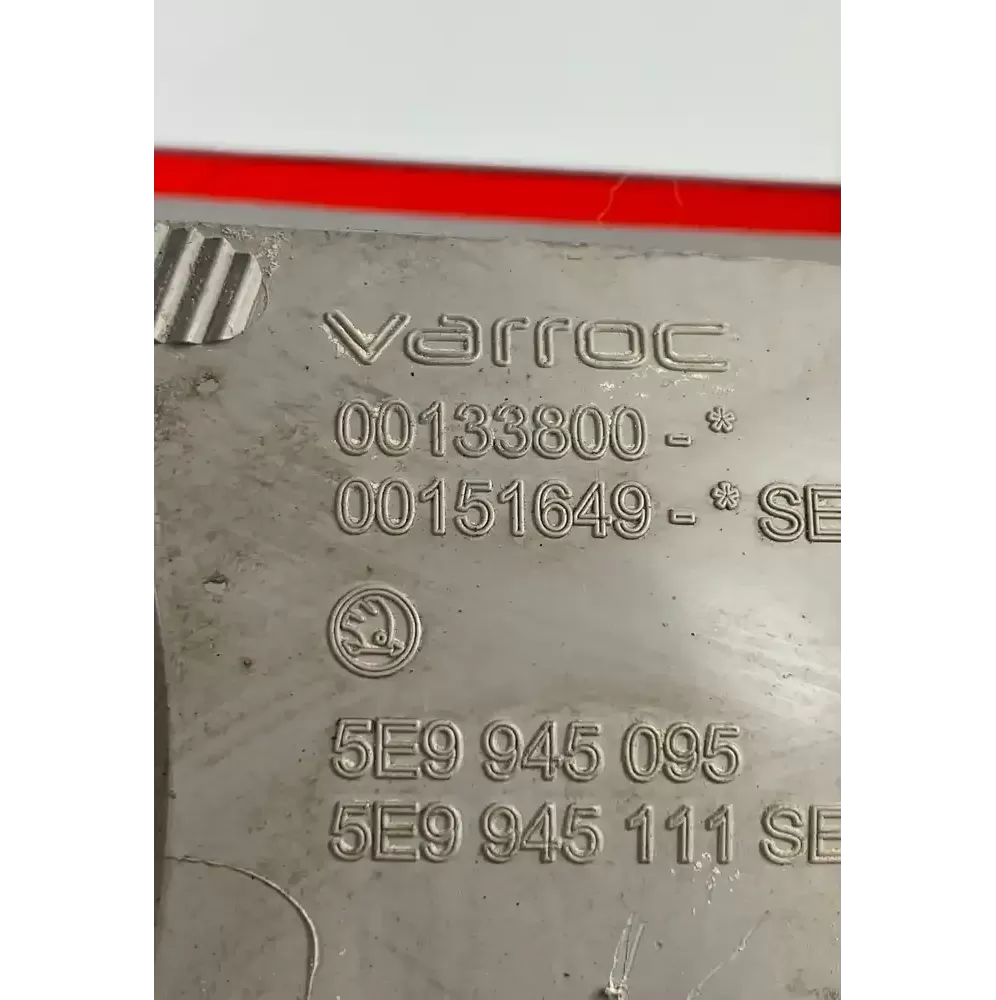 varroc
00133800-*
00151649-* SE
5E9 945 095
5E9 945 111 SE